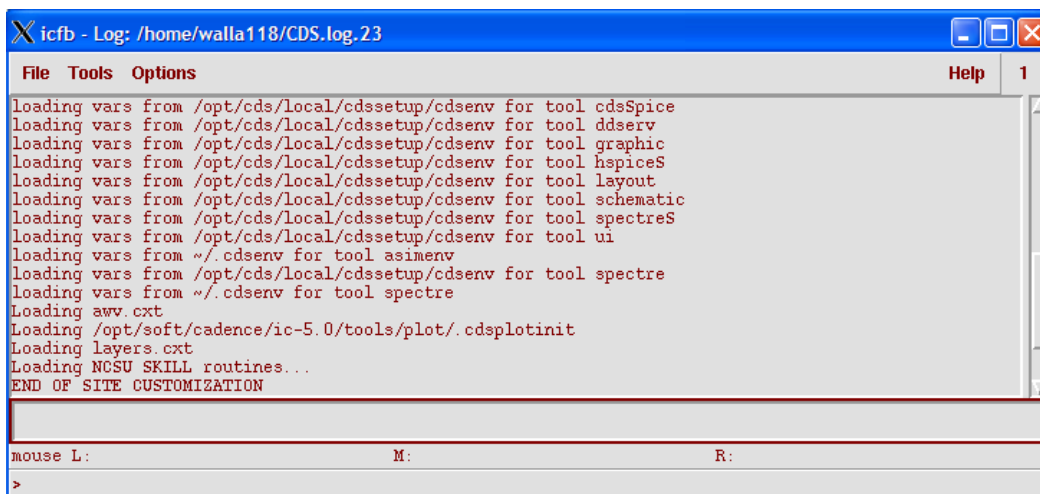 icfb - Log: /home/walla118/CDS.log.23
File Tools Options Help 1
loading vars from /opt/cds/local/cdssetup/cdsenv for tool cdsSpice
loading vars from /opt/cds/local/cdssetup/cdsenv for tool ddserv
loading vars from /opt/cds/local/cdssetup/cdsenv for tool graphic
loading vars from /opt/cds/local/cdssetup/cdsenv for tool hspiceS
loading vars from /opt/cds/local/cdssetup/cdsenv for tool layout
loading vars from /opt/cds/local/cdssetup/cdsenv for tool schematic
loading vars from /opt/cds/local/cdssetup/cdsenv for tool spectreS
loading vars from /opt/cds/local/cdssetup/cdsenv for tool ui
loading vars from ~/.cdsenv for tool asimenv
loading vars from /opt/cds/local/cdssetup/cdsenv for tool spectre
loading vars from ~/.cdsenv for tool spectre
Loading awv.cxt
Loading /opt/soft/cadence/ic-5.0/tools/plot/.cdsplotinit
Loading layers.cxt
Loading NCSU SKILL routines...
END OF SITE CUSTOMIZATION
mouse L: M: R:
>